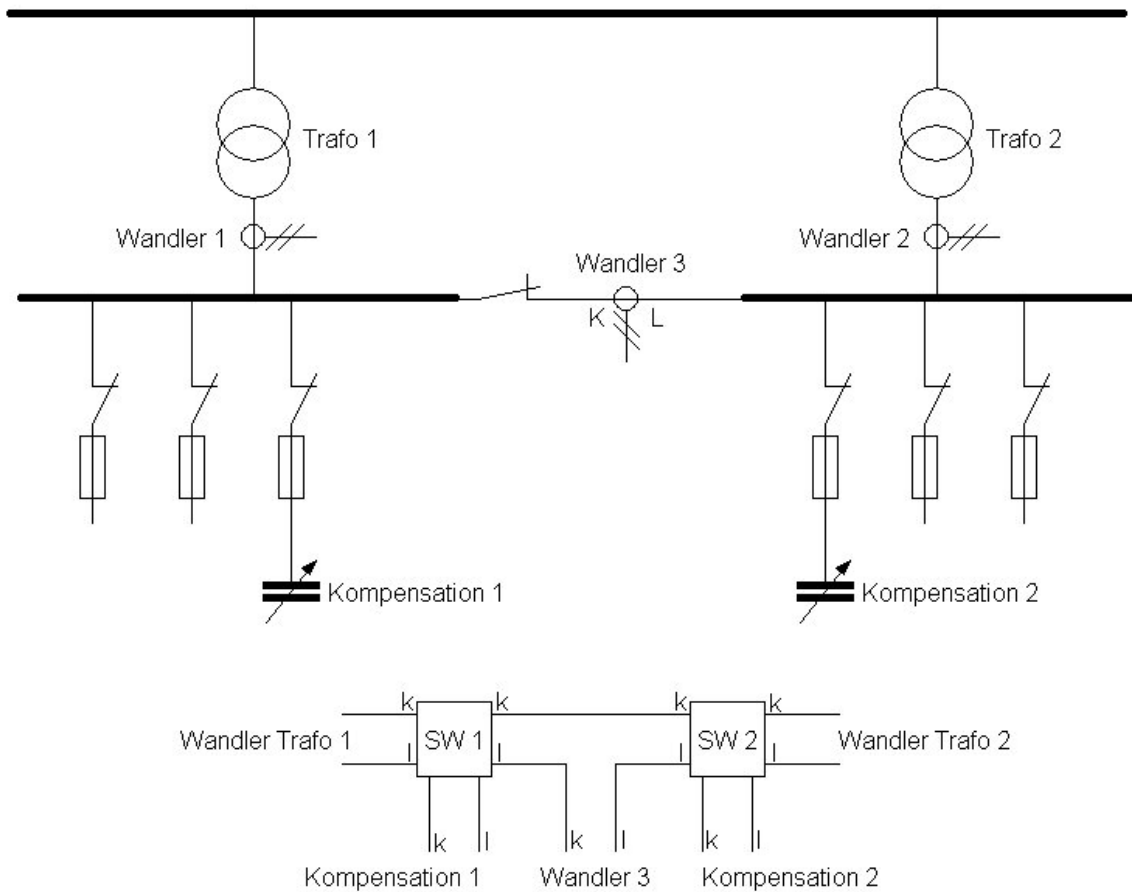 Trafo 1
Trafo 2
Wandler 1
Wandler 2
Wandler 3
K L
Kompensation 1
Kompensation 2
k k k k
Wandler Trafo 1 SW 1 SW 2 Wandler Trafo 2
l l l l
k l k l k l
Kompensation 1 Wandler 3 Kompensation 2